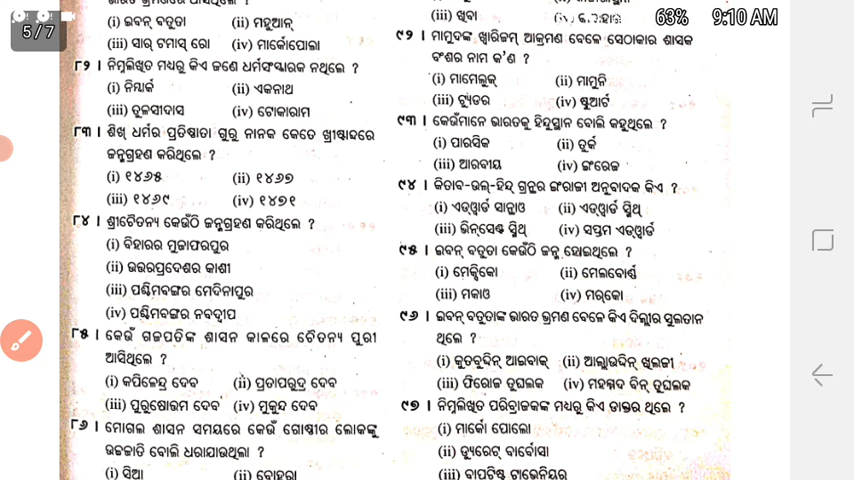 5/7
(i) ଇବନ୍ ବତୁତା (ii) ମହୁଆନ୍
(iii) ସାର୍ ଟମାସ୍ ରୋ (iv) ମାର୍କୋପୋଲା
୮୨ । ନିମ୍ନଲିଖିତ ମଧ୍ୟରୁ କିଏ ଜଣେ ଧର୍ମସଂସ୍କାରକ ନଥିଲେ ?
(i) ନିମ୍ବାର୍କ (ii) ଏକନାଥ
(iii) ତୁଳସୀଦାସ (iv) ଟୋକାରାମ
୮୩ । ଶିଖ୍ ଧର୍ମର ପ୍ରତିଷ୍ଠାତା ଗୁରୁ ନାନକ କେତେ ଖ୍ରୀଷ୍ଟାବ୍ଦରେ
ଜନ୍ମଗ୍ରହଣ କରିଥିଲେ ?
(i) ୧୪୬୫ (ii) ୧୪୬୭
(iii) ୧୪୬୯ (iv) ୧୪୭୧
୮୪ । ଶ୍ରୀଚୈତନ୍ୟ କେଉଁଠି ଜନ୍ମଗ୍ରହଣ କରିଥିଲେ ?
(i) ବିହାରର ମୁଜାଫରପୁର
(ii) ଉତ୍ତରପ୍ରଦେଶର କାଶୀ
(iii) ପଶ୍ଚିମବଙ୍ଗର ମେଦିନାପୁର
(iv) ପଶ୍ଚିମବଙ୍ଗର ନବଦ୍ୱୀପ
୮୫ । କେଉଁ ଗଜପତିଙ୍କ ଶାସନ କାଳରେ ଚୈତନ୍ୟ ପୁରୀ
ଆସିଥିଲେ ?
(i) କପିଳେନ୍ଦ୍ର ଦେବ (ii) ପ୍ରତାପରୁଦ୍ର ଦେବ
(iii) ପୁରୁଷୋତ୍ତମ ଦେବ (iv) ମୁକୁନ୍ଦ ଦେବ
୮୬ । ମୋଗଲ ଶାସନ ସମୟରେ କେଉଁ ଗୋଷ୍ଠୀର ଲୋକଙ୍କୁ
ଉଚ୍ଚଜାତି ବୋଲି ଧରାଯାଉଥିଲା ?
(i) ସିଆ (ii) ବୋହରା
(iii) ଖିବା
63% 9:10 AM
୯୨ । ମାମୁଦଙ୍କ ଖ୍ୱାରିଜମ୍ ଆକ୍ରମଣ ବେଳେ ସେଠାକାର ଶାସକ
ବଂଶର ନାମ କ'ଣ ?
(i) ମାମେଲୁକ୍ (ii) ମାମୁନି
(iii) ଟ୍ୟୁଡର (iv) ଷ୍ଟୁଆର୍ଟ
୯୩ । କେଉଁମାନେ ଭାରତକୁ ହିନ୍ଦୁସ୍ଥାନ ବୋଲି କହୁଥିଲେ ?
(i) ପାରସିକ (ii) ତୁର୍କ
(iii) ଆରବୀୟ (iv) ଇଂରେଜ
୯୪ । କିତାବ-ଉଲ୍-ହିନ୍ଦ୍ ଗ୍ରନ୍ଥର ଇଂରାଜୀ ଅନୁବାଦକ କିଏ ?
(i) ଏଡ୍‌ୱାର୍ଡ ସାଚୁଓ (ii) ଏଡ୍‌ୱାର୍ଡ ସ୍ମିଥ୍
(iii) ଭିନ୍‌ସେଣ୍ଟ ସ୍ମିଥ୍ (iv) ସପ୍ତମ ଏଡ୍‌ୱାର୍ଡ
୯୫ । ଇବନ୍ ବତୁତା କେଉଁଠି ଜନ୍ମ ହୋଇଥିଲେ ?
(i) ମେକ୍ସିକୋ (ii) ମେଲବୋର୍ଣ୍ଣ
(iii) ମକାଓ (iv) ମରକ୍କୋ
୯୬ । ଇବନ୍ ବତୁତାଙ୍କ ଭାରତ ଭ୍ରମଣ ବେଳେ କିଏ ଦିଲ୍ଲୀର ସୁଲତାନ
ଥିଲେ ?
(i) କୁତବୁଦ୍ଦିନ୍ ଆଇବାକ୍ (ii) ଆଲ୍ଲାଉଦ୍ଦିନ୍ ଖିଲଜୀ
(iii) ଫିରୋଜ ତୁଘଲକ (iv) ମହମ୍ମଦ ବିନ୍ ତୁଘଲକ
୯୭ । ନିମ୍ନଲିଖିତ ପରିବ୍ରାଜକଙ୍କ ମଧ୍ୟରୁ କିଏ ଡାକ୍ତର ଥିଲେ ?
(i) ମାର୍କୋ ପୋଲୋ
(ii) ଡ୍ୟୁରେଟ୍ ବାର୍ବୋସା
(iii) ବାପଟିଷ୍ଟ ଟାଭେନିୟର